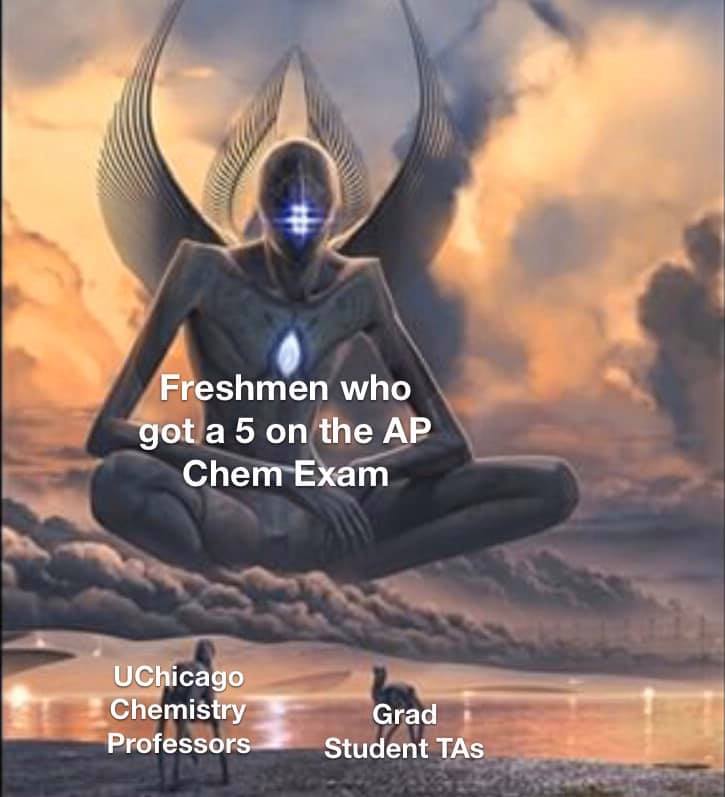 Freshmen who
got a 5 on the AP
Chem Exam
UChicago
Chemistry
Professors
Grad
Student TAs